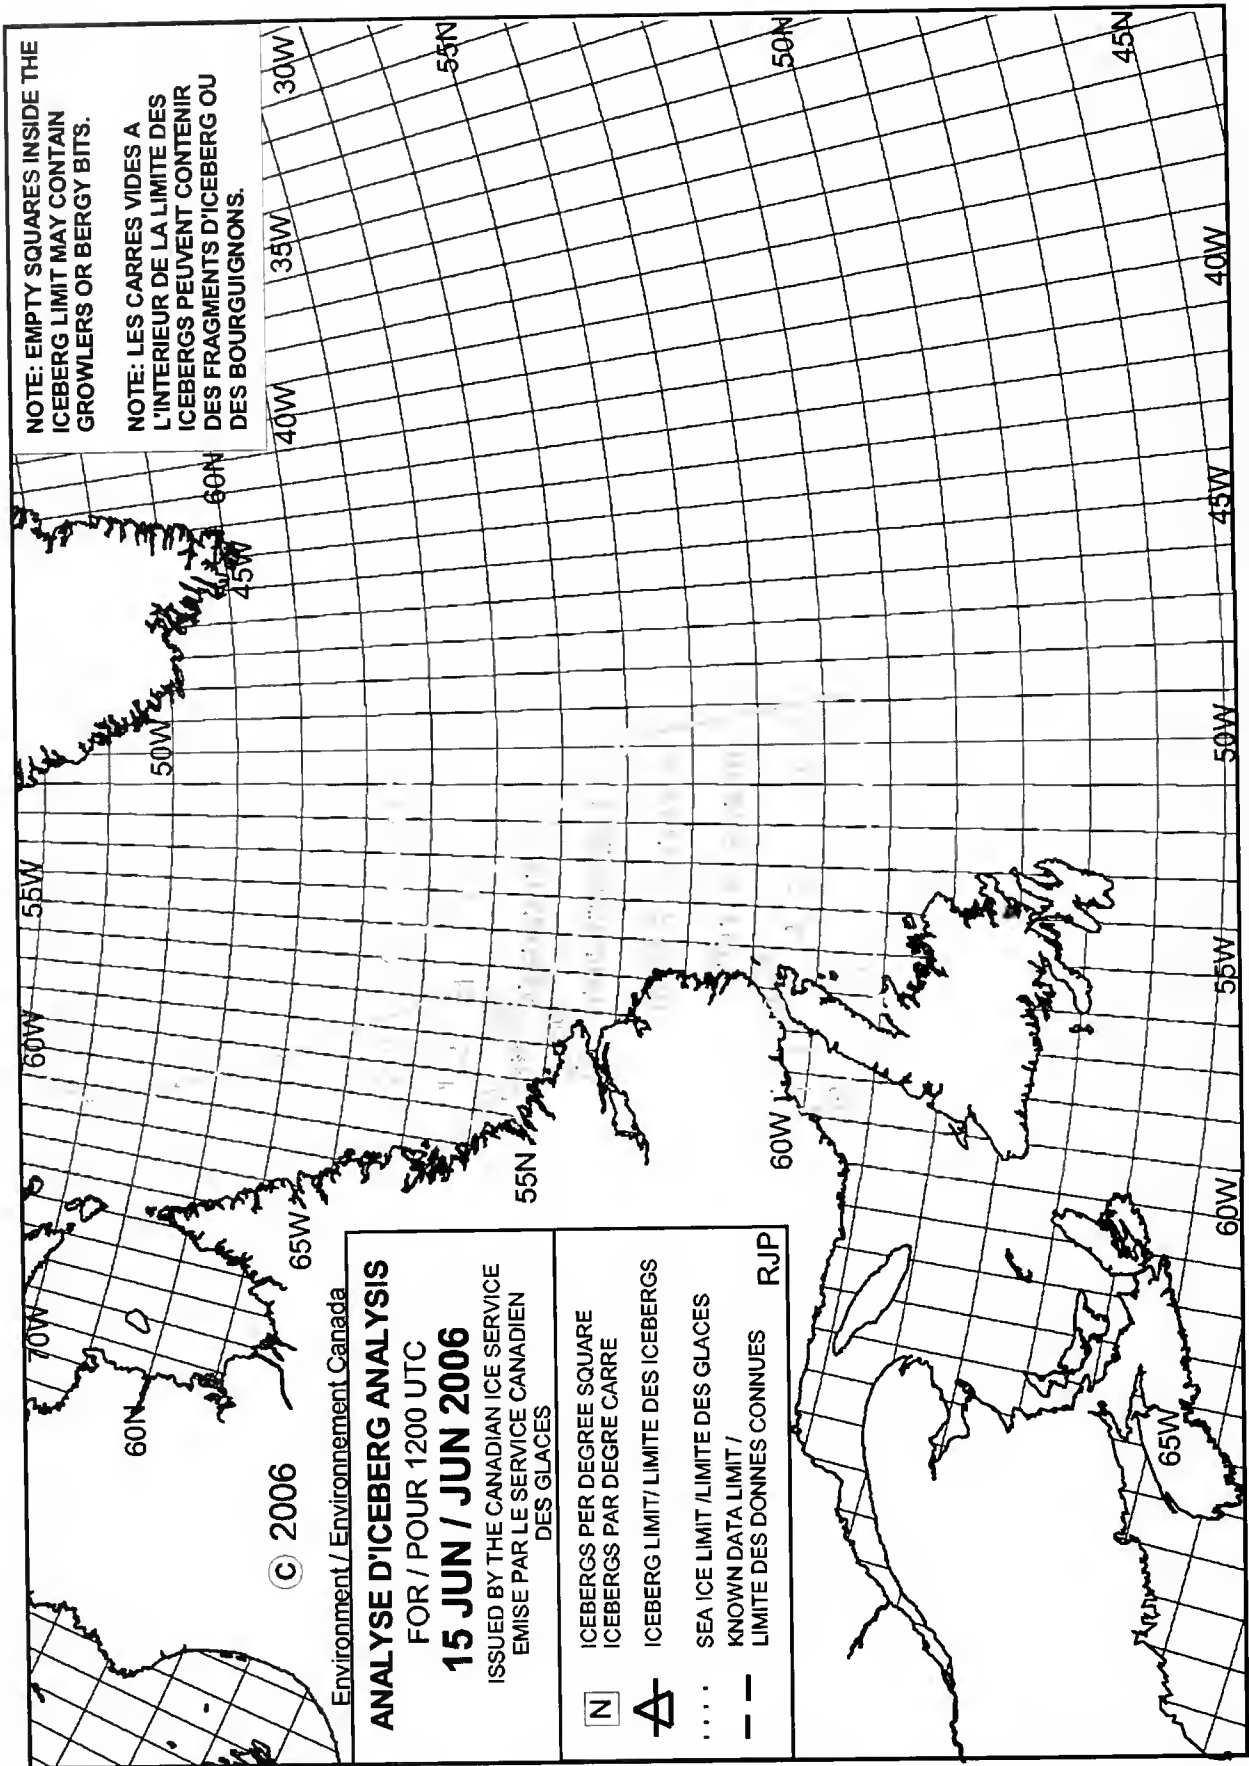 NOTE: EMPTY SQUARES INSIDE THE
ICEBERG LIMIT MAY CONTAIN
GROWLERS OR BERGY BITS.
NOTE: LES CARRES VIDES A
L'INTERIEUR DE LA LIMITE DES
ICEBERGS PEUVENT CONTENIR
DES FRAGMENTS D'ICEBERG OU
DES BOURGUIGNONS.
70W
60W
55W
50W
45W
60N
40W
35W
30W
55N
50N
45N
60N
65W
55N
60W
65W
60W
55W
50W
45W
40W
© 2006
Environment / Environnement Canada
ANALYSE D'ICEBERG ANALYSIS
FOR / POUR 1200 UTC
15 JUN / JUN 2006
ISSUED BY THE CANADIAN ICE SERVICE
EMISE PAR LE SERVICE CANADIEN
DES GLACES
N
ICEBERGS PER DEGREE SQUARE
ICEBERGS PAR DEGRE CARRE
ICEBERG LIMIT/ LIMITE DES ICEBERGS
SEA ICE LIMIT /LIMITE DES GLACES
KNOWN DATA LIMIT /
LIMITE DES DONNES CONNUES
RJP